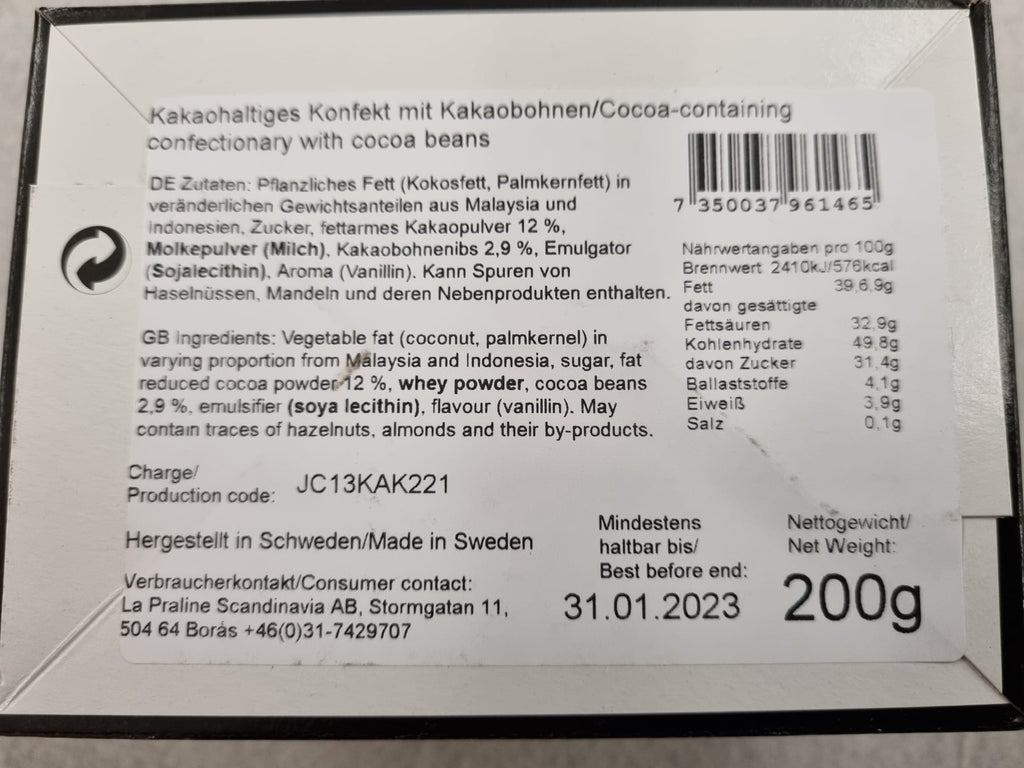 Kakaohaltiges Konfekt mit Kakaobohnen/Cocoa-containing
confectionary with cocoa beans
DE Zutaten: Pflanzliches Fett (Kokosfett, Palmkernfett) in
veränderlichen Gewichtsanteilen aus Malaysia und
Indonesien, Zucker, fettarmes Kakaopulver 12 %,
Molkepulver (Milch), Kakaobohnenibs 2,9 %, Emulgator
(Sojalecithin), Aroma (Vanillin). Kann Spuren von
Haselnüssen, Mandeln und deren Nebenprodukten enthalten.
GB Ingredients: Vegetable fat (coconut, palmkernel) in
varying proportion from Malaysia and Indonesia, sugar, fat
reduced cocoa powder 12 %, whey powder, cocoa beans
2,9 %, emulsifier (soya lecithin), flavour (vanillin). May
contain traces of hazelnuts, almonds and their by-products.
7 350037 961465
Nährwertangaben pro 100g
Brennwert 2410kJ/576kcal
Fett 39,6,9g
davon gesättigte
Fettsäuren 32,9g
Kohlenhydrate 49,8g
davon Zucker 31,4g
Ballaststoffe 4,1g
Eiweiß 3,9g
Salz 0,1g
Charge/
Production code: JC13KAK221
Hergestellt in Schweden/Made in Sweden
Verbraucherkontakt/Consumer contact:
La Praline Scandinavia AB, Stormgatan 11,
504 64 Borås +46(0)31-7429707
Mindestens
haltbar bis/
Best before end:
31.01.2023
Nettogewicht/
Net Weight:
200g